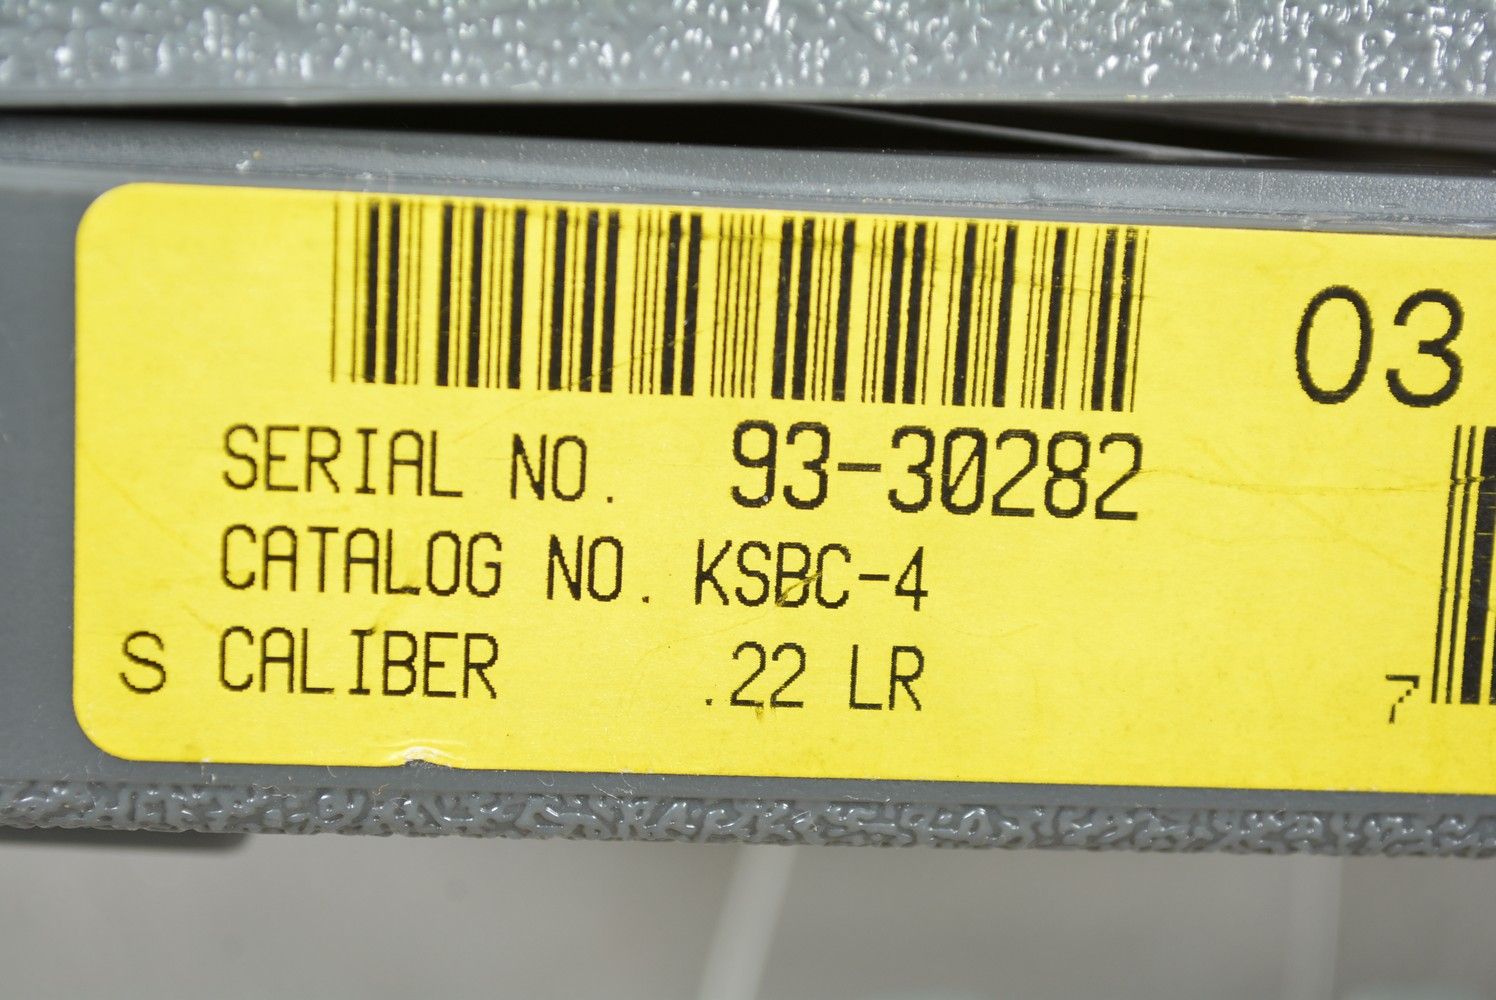 03
SERIAL NO. 93-30282
CATALOG NO. KSBC-4
S CALIBER .22 LR
7